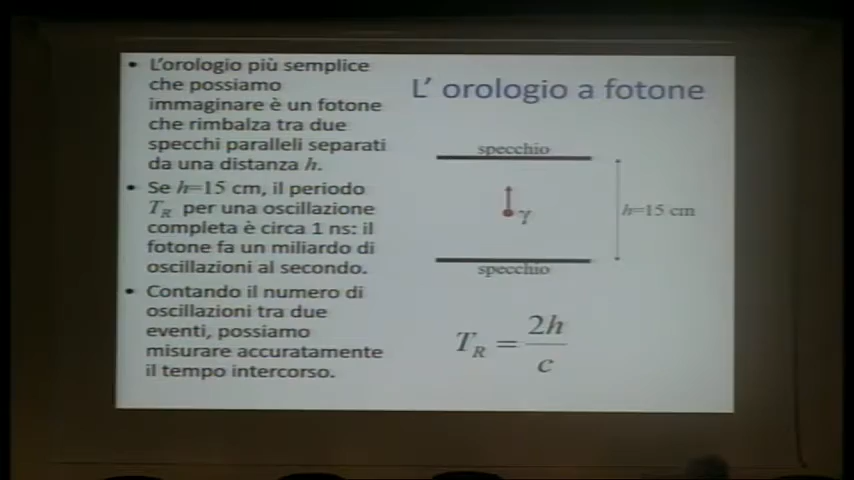 • L'orologio più semplice
che possiamo
immaginare è un fotone
che rimbalza tra due
specchi paralleli separati
da una distanza h.
• Se h=15 cm, il periodo
T_R per una oscillazione
completa è circa 1 ns: il
fotone fa un miliardo di
oscillazioni al secondo.
• Contando il numero di
oscillazioni tra due
eventi, possiamo
misurare accuratamente
il tempo intercorso.
L' orologio a fotone
specchio
γ
h=15 cm
specchio
T_R = 2h/c